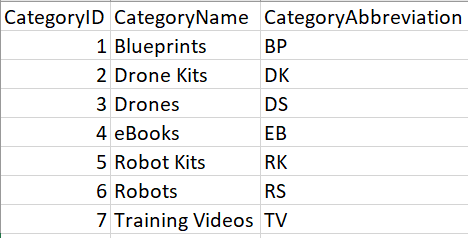 CategoryID CategoryName CategoryAbbreviation
1 Blueprints BP
2 Drone Kits DK
3 Drones DS
4 eBooks EB
5 Robot Kits RK
6 Robots RS
7 Training Videos TV